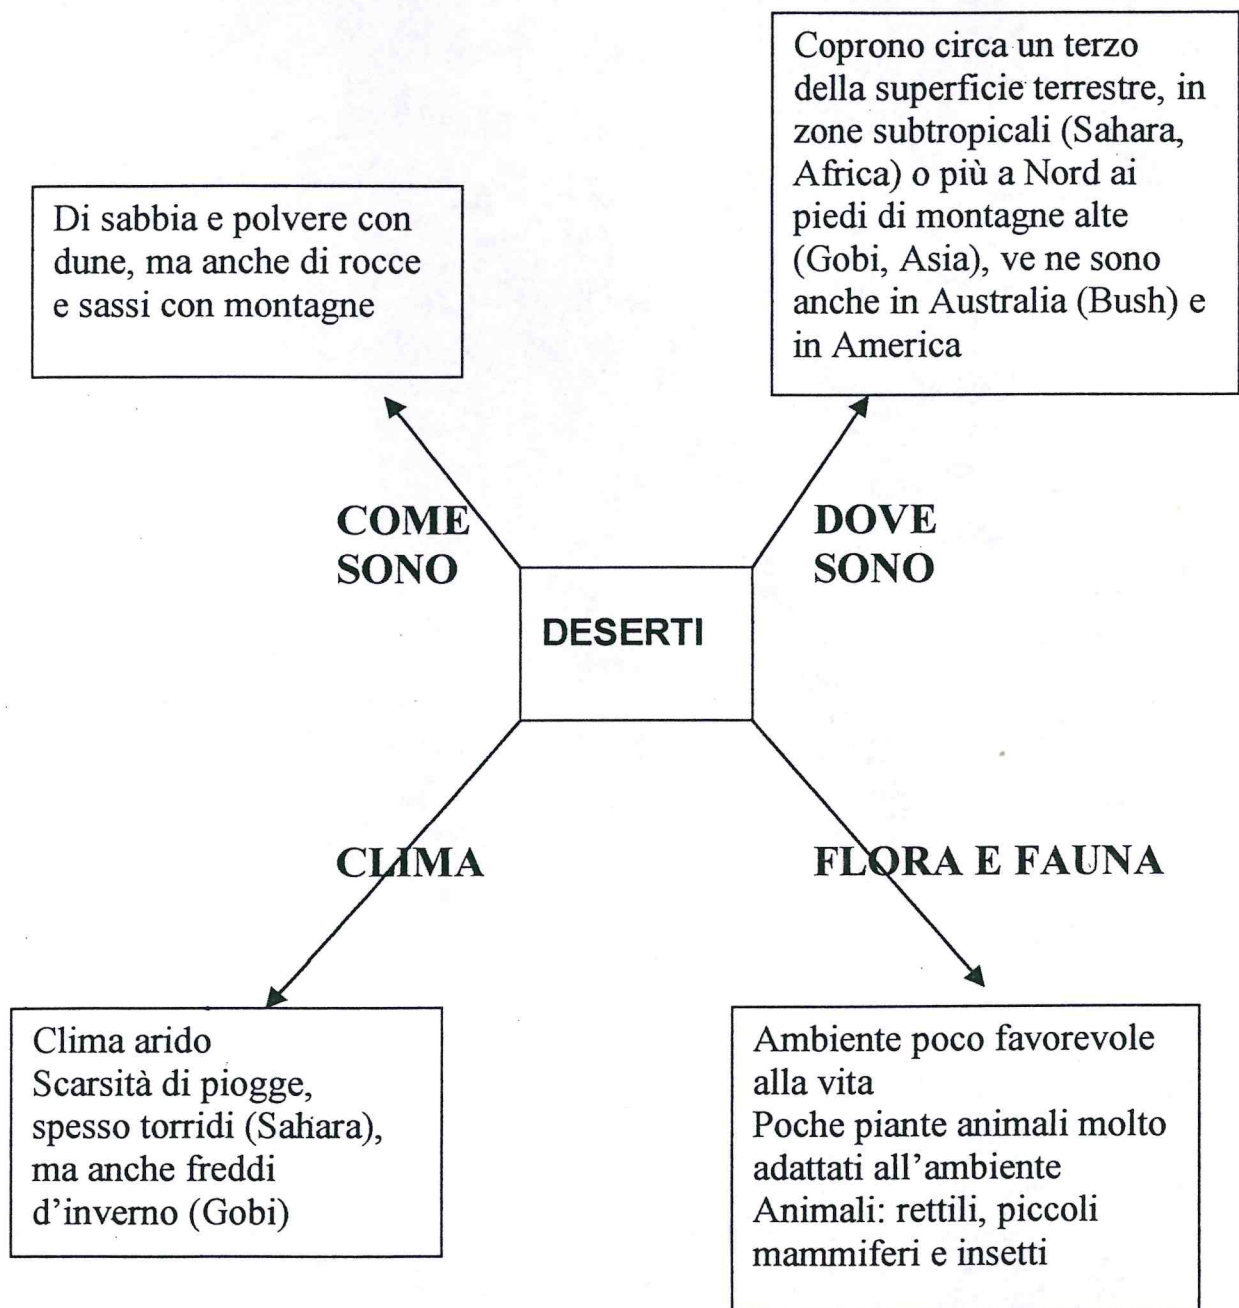 Coprono circa un terzo
della superficie terrestre, in
zone subtropicali (Sahara,
Africa) o più a Nord ai
piedi di montagne alte
(Gobi, Asia), ve ne sono
anche in Australia (Bush) e
in America
Di sabbia e polvere con
dune, ma anche di rocce
e sassi con montagne
COME
SONO
DOVE
SONO
DESERTI
CLIMA
FLORA E FAUNA
Clima arido
Scarsità di piogge,
spesso torridi (Sahara),
ma anche freddi
d'inverno (Gobi)
Ambiente poco favorevole
alla vita
Poche piante animali molto
adattati all'ambiente
Animali: rettili, piccoli
mammiferi e insetti